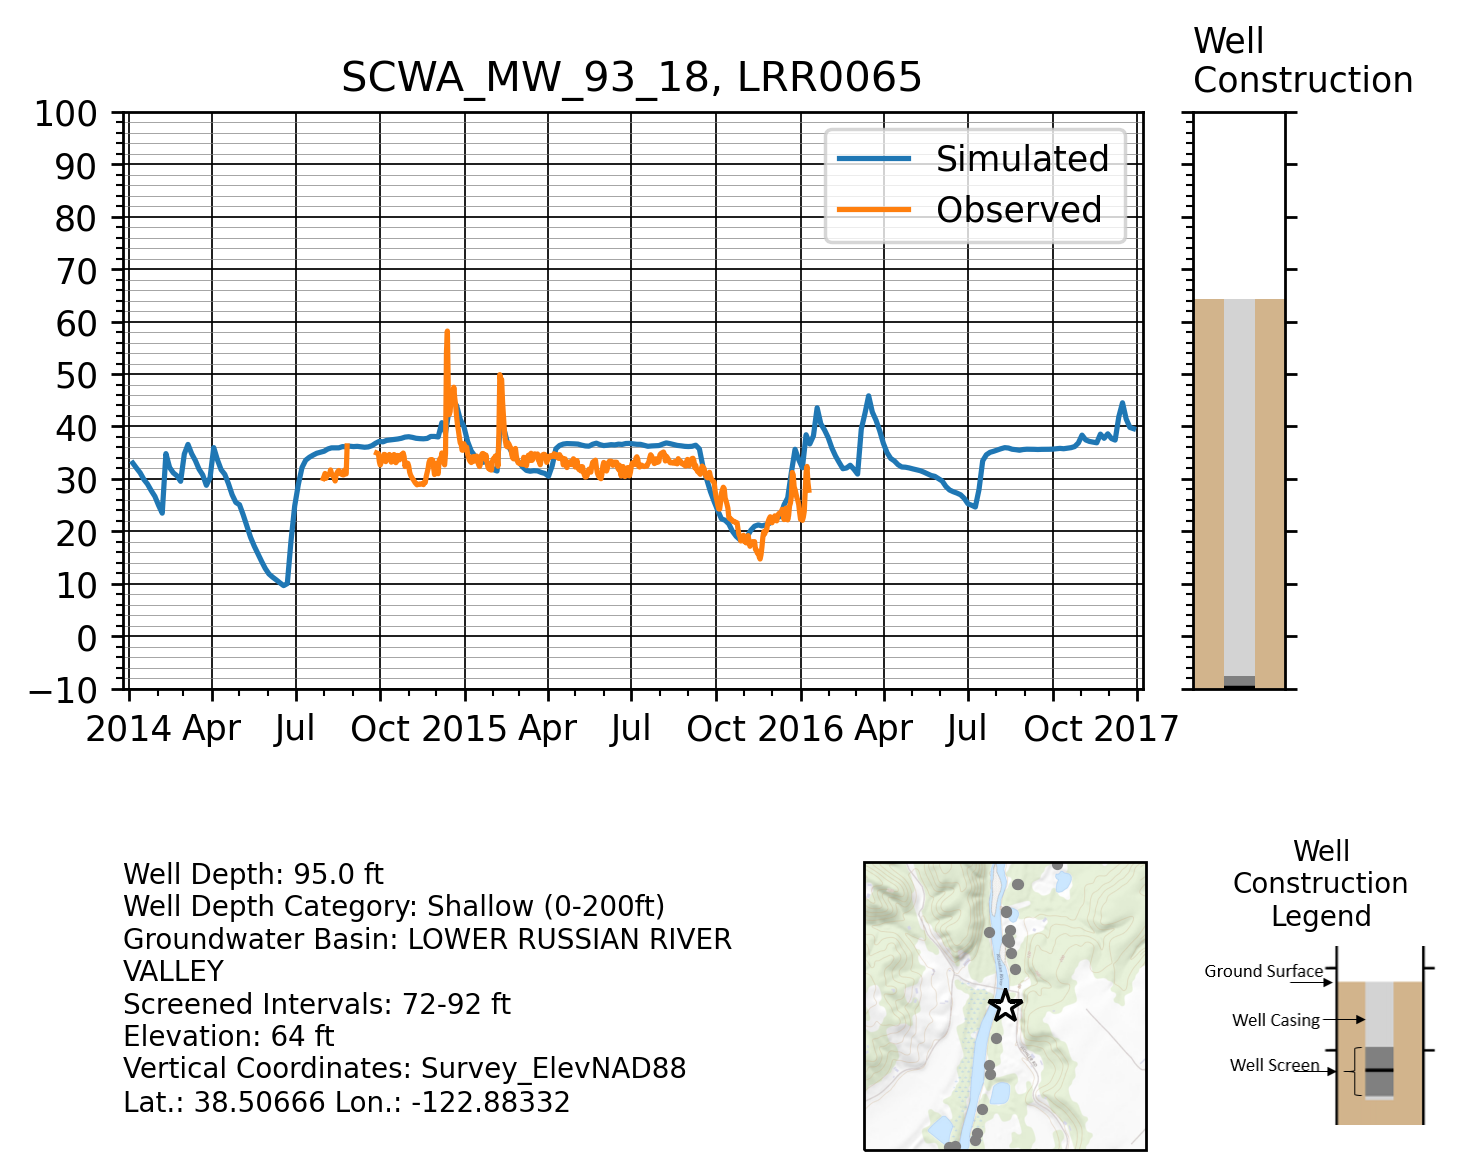 Well
Construction
SCWA_MW_93_18, LRR0065
100
90
80
70
60
50
40
30
20
10
0
−10
Simulated
Observed
2014 Apr Jul Oct 2015 Apr Jul Oct 2016 Apr Jul Oct 2017
Well Depth: 95.0 ft
Well Depth Category: Shallow (0-200ft)
Groundwater Basin: LOWER RUSSIAN RIVER
VALLEY
Screened Intervals: 72-92 ft
Elevation: 64 ft
Vertical Coordinates: Survey_ElevNAD88
Lat.: 38.50666 Lon.: -122.88332
Well
Construction
Legend
Ground Surface
Well Casing
Well Screen